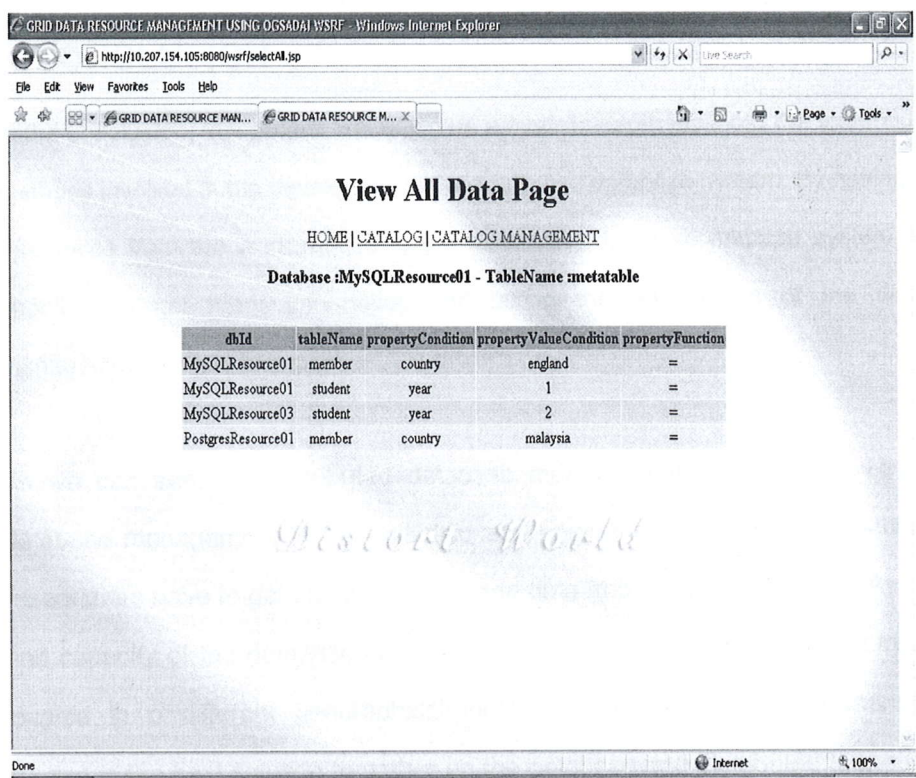 GRID DATA RESOURCE MANAGEMENT USING OGSADAI WSRF - Windows Internet Explorer
http://10.207.154.105:8080/wsrf/selectAll.jsp
Live Search
File Edit View Favorites Tools Help
GRID DATA RESOURCE MAN... GRID DATA RESOURCE M...
Page Tools
View All Data Page
HOME | CATALOG | CATALOG MANAGEMENT
Database :MySQLResource01 - TableName :metatable
dbId tableName propertyCondition propertyValueCondition propertyFunction
MySQLResource01 member country england =
MySQLResource01 student year 1 =
MySQLResource03 student year 2 =
PostgresResource01 member country malaysia =
Distort World
Done Internet 100%